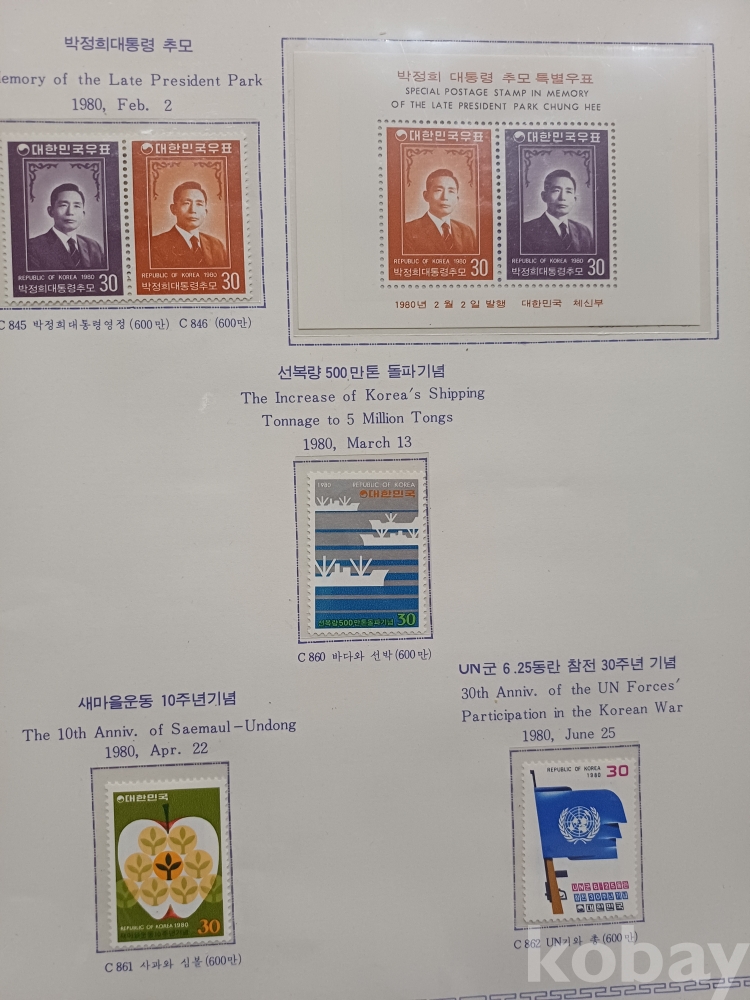 박정희대통령 추모
emory of the Late President Park
1980, Feb. 2
대한민국우표
REPUBLIC OF KOREA 1980
30
박정희대통령추모
대한민국우표
REPUBLIC OF KOREA 1980
30
박정희대통령추모
C 845 박정희대통령영정 (600만) C 846 (600만)
박정희 대통령 추모 특별우표
SPECIAL POSTAGE STAMP IN MEMORY
OF THE LATE PRESIDENT PARK CHUNG HEE
대한민국우표
REPUBLIC OF KOREA 1980
30
박정희대통령추모
대한민국우표
REPUBLIC OF KOREA 1980
30
박정희대통령추모
1980년 2월 2일 발행 대한민국 체신부
선복량 500만톤 돌파기념
The Increase of Korea's Shipping
Tonnage to 5 Million Tongs
1980, March 13
1980 REPUBLIC OF KOREA
대한민국
선복량500만톤돌파기념 30
C 860 바다와 선박 (600만)
새마을운동 10주년기념
The 10th Anniv. of Saemaul-Undong
1980, Apr. 22
대한민국
REPUBLIC OF KOREA 1980
30
C 861 사과와 심볼 (600만)
UN군 6.25동란 참전 30주년 기념
30th Anniv. of the UN Forces'
Participation in the Korean War
1980, June 25
REPUBLIC OF KOREA
1980
30
대한민국
C 862 UN기와 총 (600만)
kobay